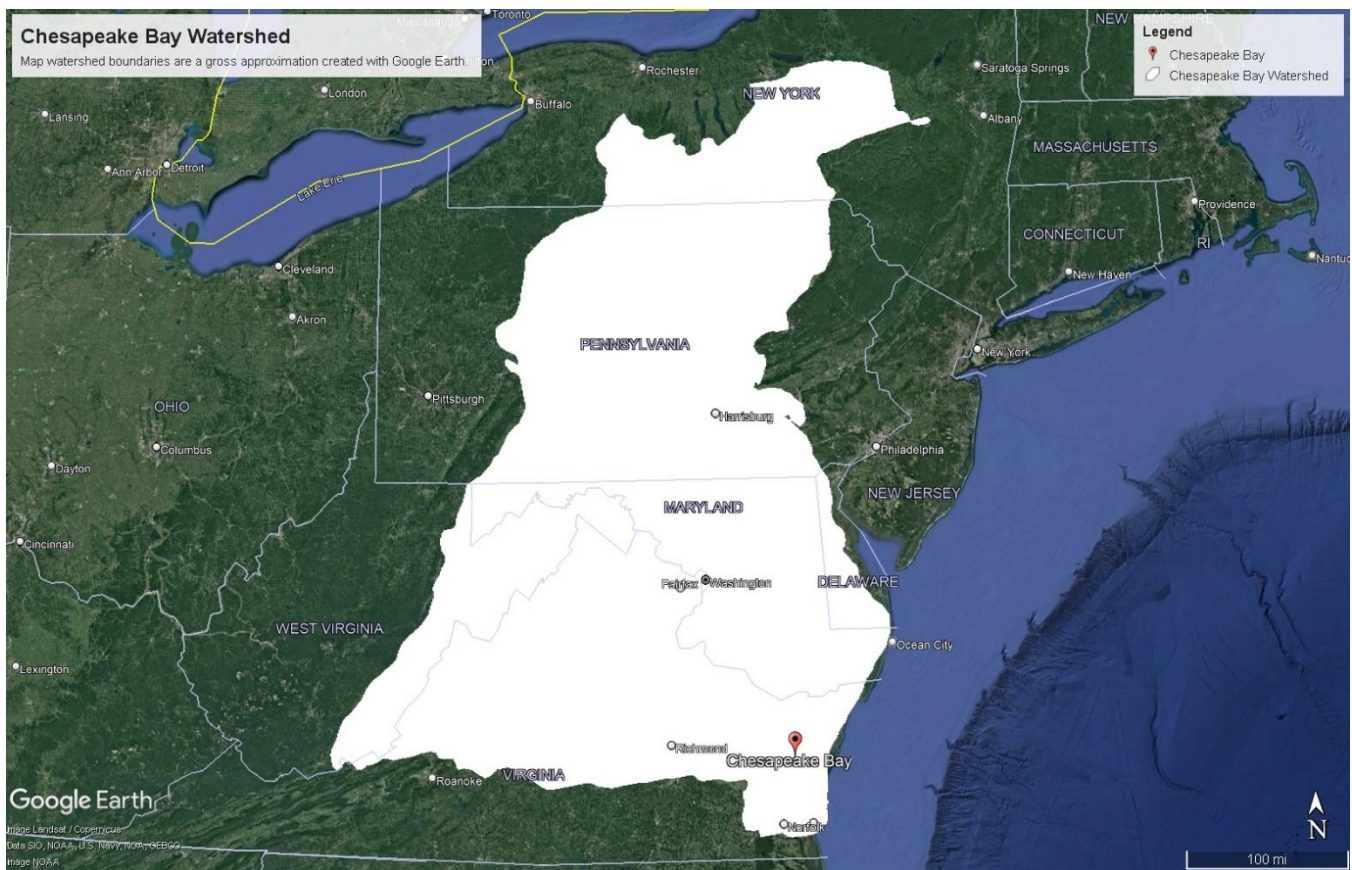 Chesapeake Bay Watershed
Map watershed boundaries are a gross approximation created with Google Earth.
Legend
Chesapeake Bay
Chesapeake Bay Watershed
Toronto
NEW HAMPSHIRE
Rochester
Saratoga Springs
London
NEW YORK
Buffalo
Lansing
Albany
MASSACHUSETTS
Ann Arbor
Detroit
Lake Erie
Providence
CONNECTICUT
RI
Cleveland
New Haven
Akron
PENNSYLVANIA
New York
Pittsburgh
OHIO
Harrisburg
Columbus
Philadelphia
Dayton
NEW JERSEY
MARYLAND
Cincinnati
Fairfax
Washington
DELAWARE
WEST VIRGINIA
Ocean City
Lexington
Richmond
Chesapeake Bay
VIRGINIA
Roanoke
Norfolk
Google Earth
Image Landsat / Copernicus
Data SIO, NOAA, U.S. Navy, NGA, GEBCO
Image NOAA
N
100 mi